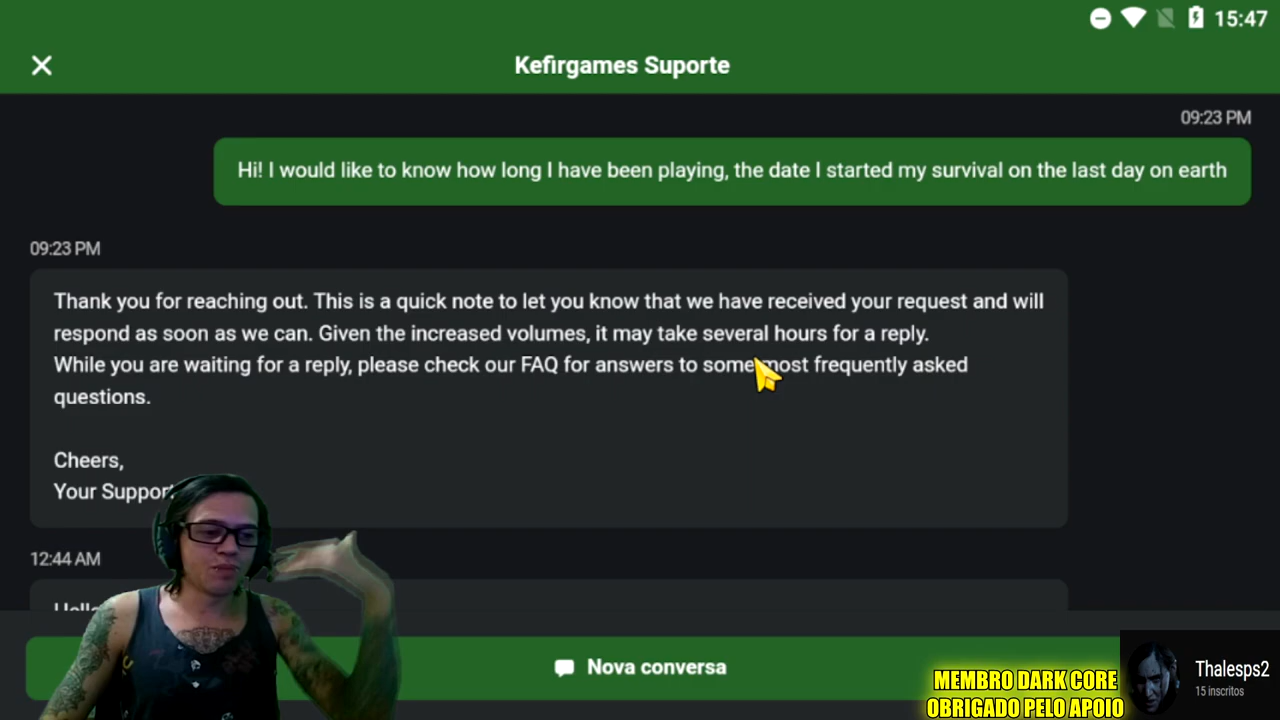 15:47
Kefirgames Suporte
09:23 PM
Hi! I would like to know how long I have been playing, the date I started my survival on the last day on earth
09:23 PM
Thank you for reaching out. This is a quick note to let you know that we have received your request and will
respond as soon as we can. Given the increased volumes, it may take several hours for a reply.
While you are waiting for a reply, please check our FAQ for answers to some most frequently asked
questions.
Cheers,
Your Support
12:44 AM
Nova conversa
Thalesps2
15 inscritos
MEMBRO DARK CORE
OBRIGADO PELO APOIO